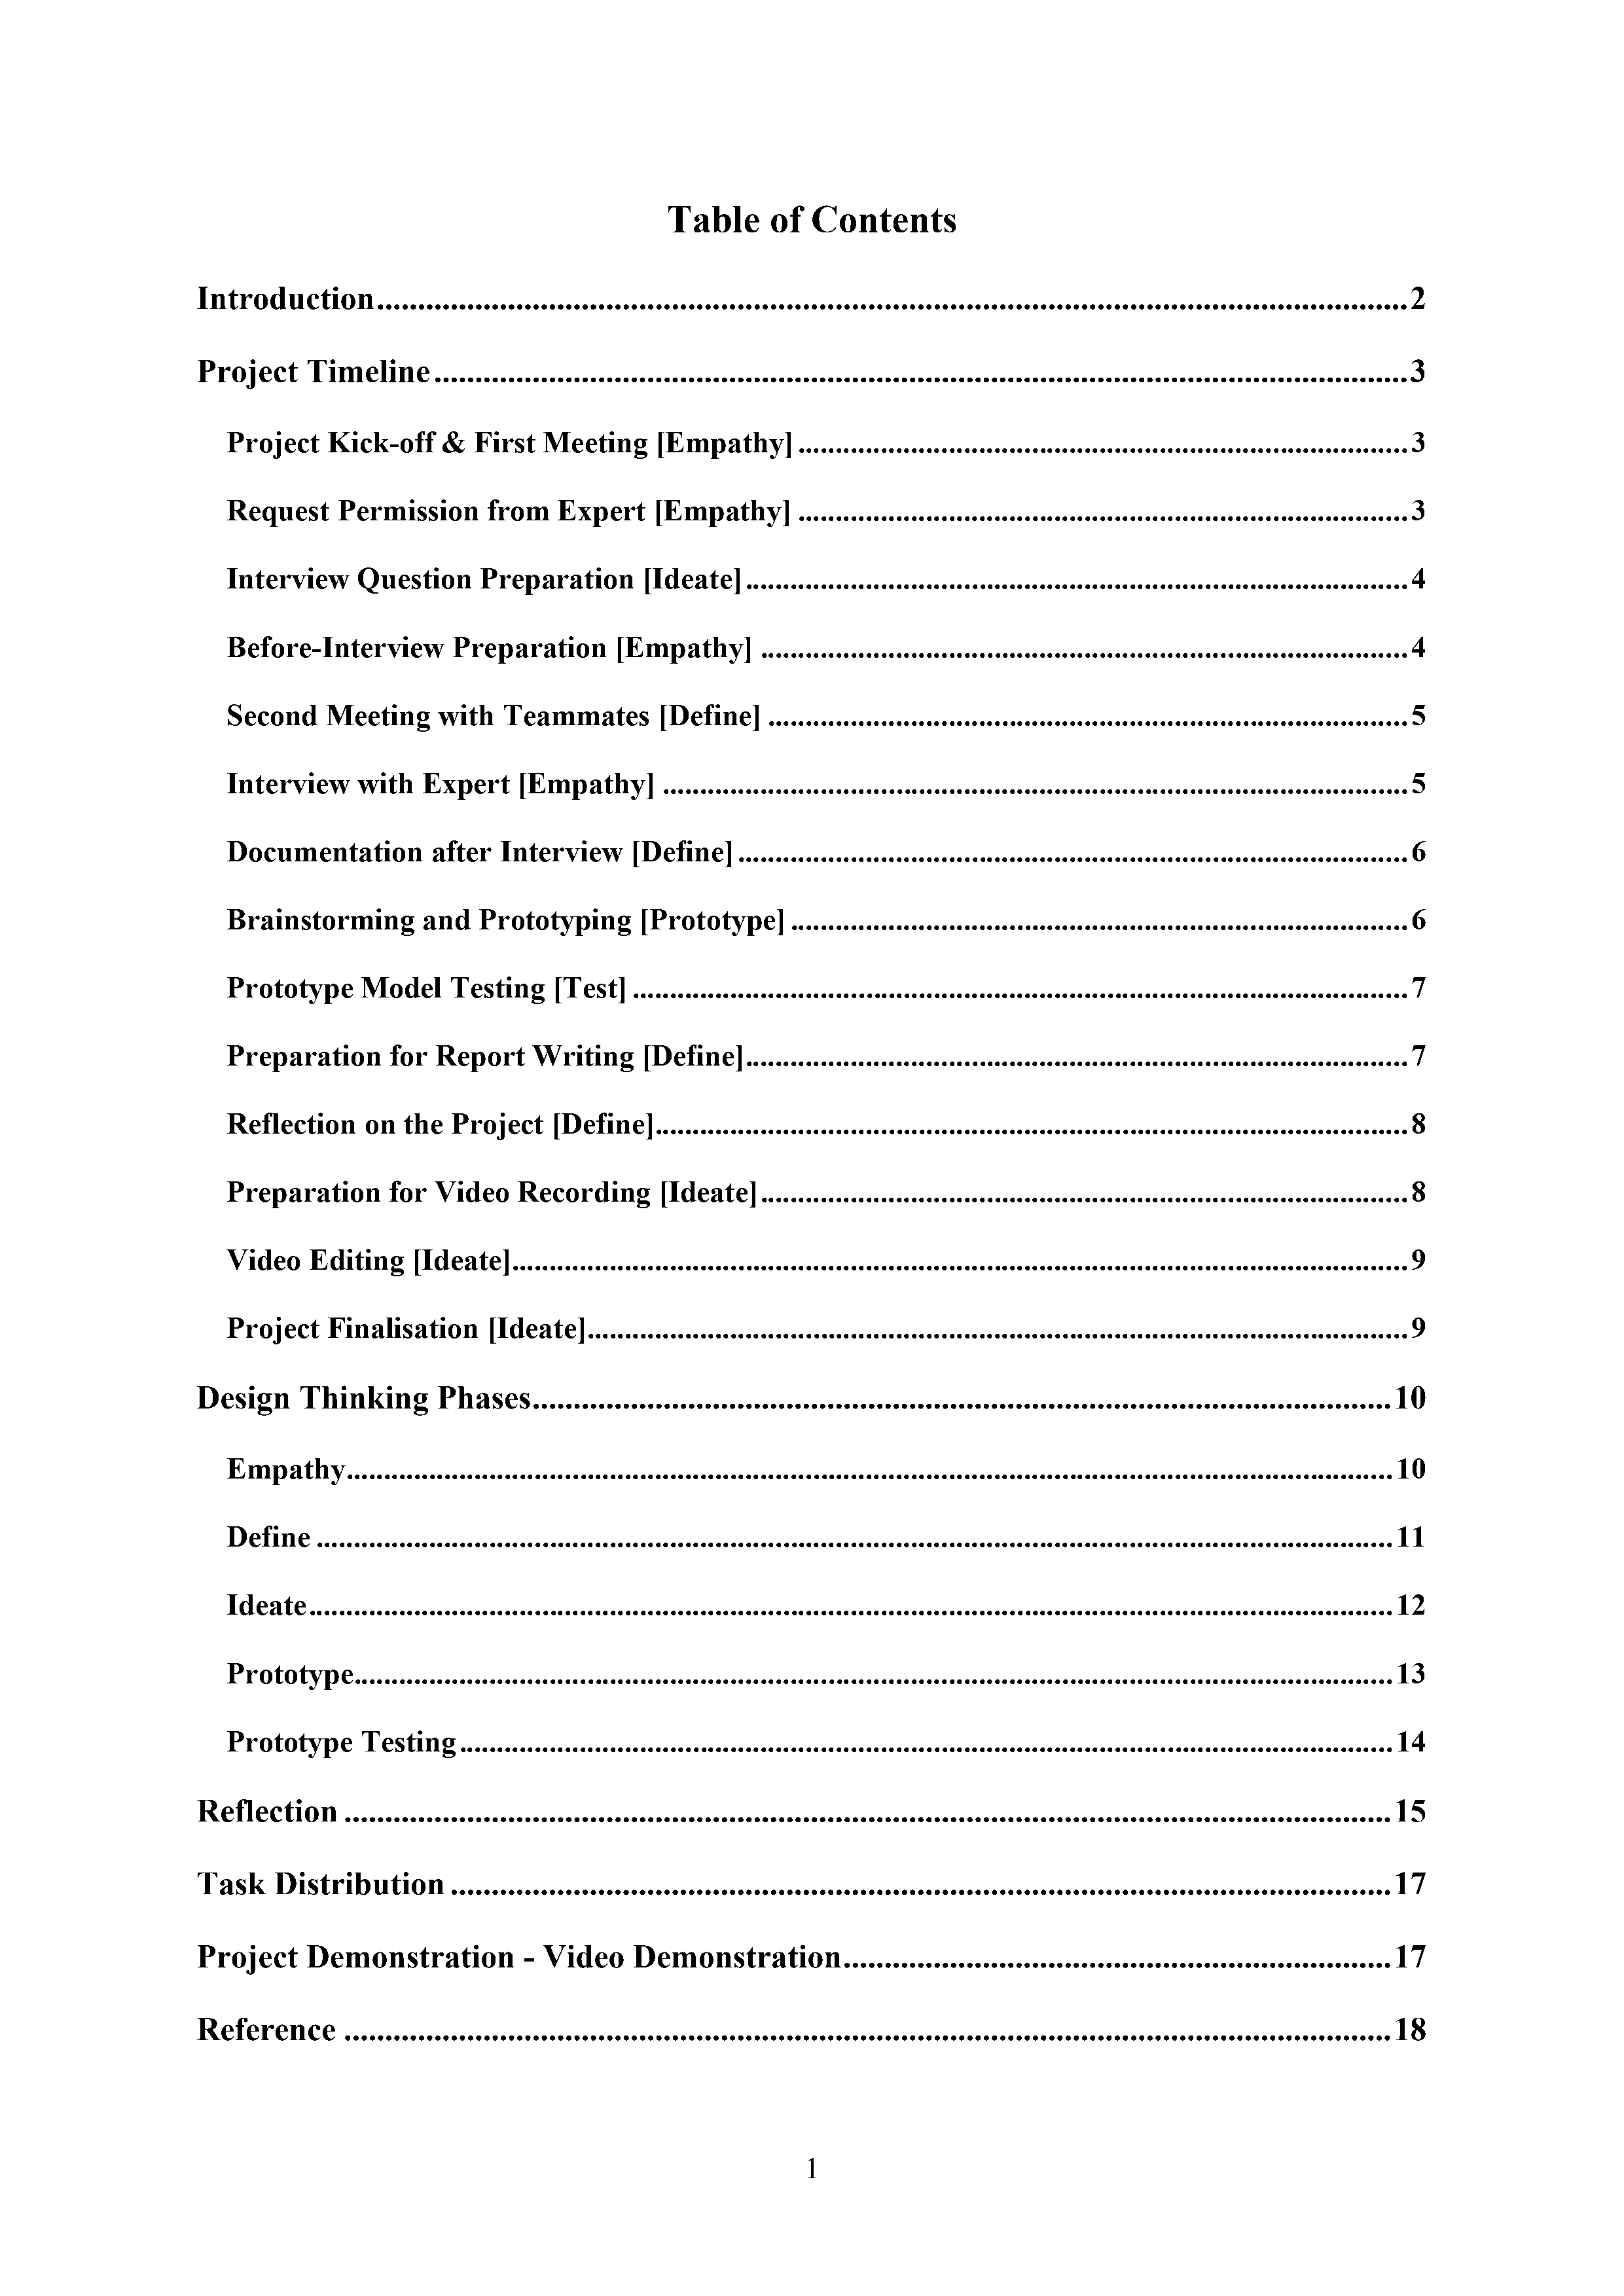 Table of Contents
Introduction 2
Project Timeline 3
Project Kick-off & First Meeting [Empathy] 3
Request Permission from Expert [Empathy] 3
Interview Question Preparation [Ideate] 4
Before-Interview Preparation [Empathy] 4
Second Meeting with Teammates [Define] 5
Interview with Expert [Empathy] 5
Documentation after Interview [Define] 6
Brainstorming and Prototyping [Prototype] 6
Prototype Model Testing [Test] 7
Preparation for Report Writing [Define] 7
Reflection on the Project [Define] 8
Preparation for Video Recording [Ideate] 8
Video Editing [Ideate] 9
Project Finalisation [Ideate] 9
Design Thinking Phases 10
Empathy 10
Define 11
Ideate 12
Prototype 13
Prototype Testing 14
Reflection 15
Task Distribution 17
Project Demonstration - Video Demonstration 17
Reference 18
1